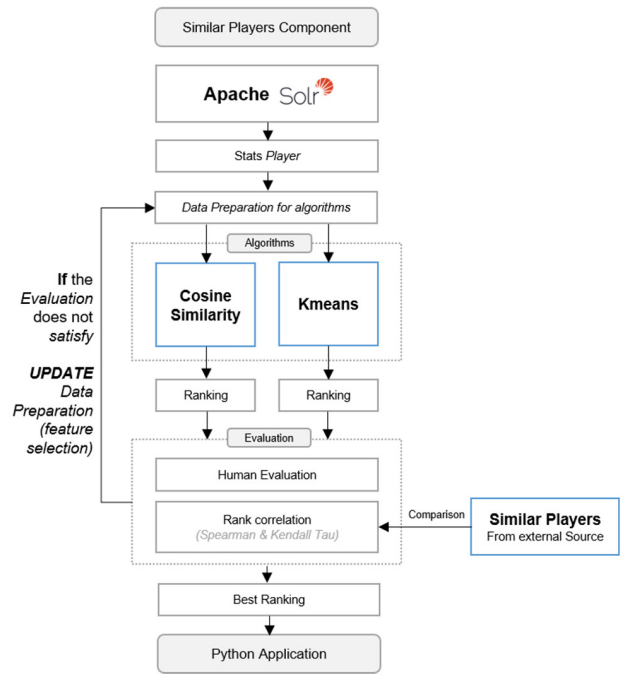 Similar Players Component
Apache Solr
Stats Player
Data Preparation for algorithms
Algorithms
Cosine
Similarity
Kmeans
If the
Evaluation
does not
satisfy
UPDATE
Data
Preparation
(feature
selection)
Ranking
Ranking
Evaluation
Human Evaluation
Rank correlation
(Spearman & Kendall Tau)
Comparison
Similar Players
From external Source
Best Ranking
Python Application